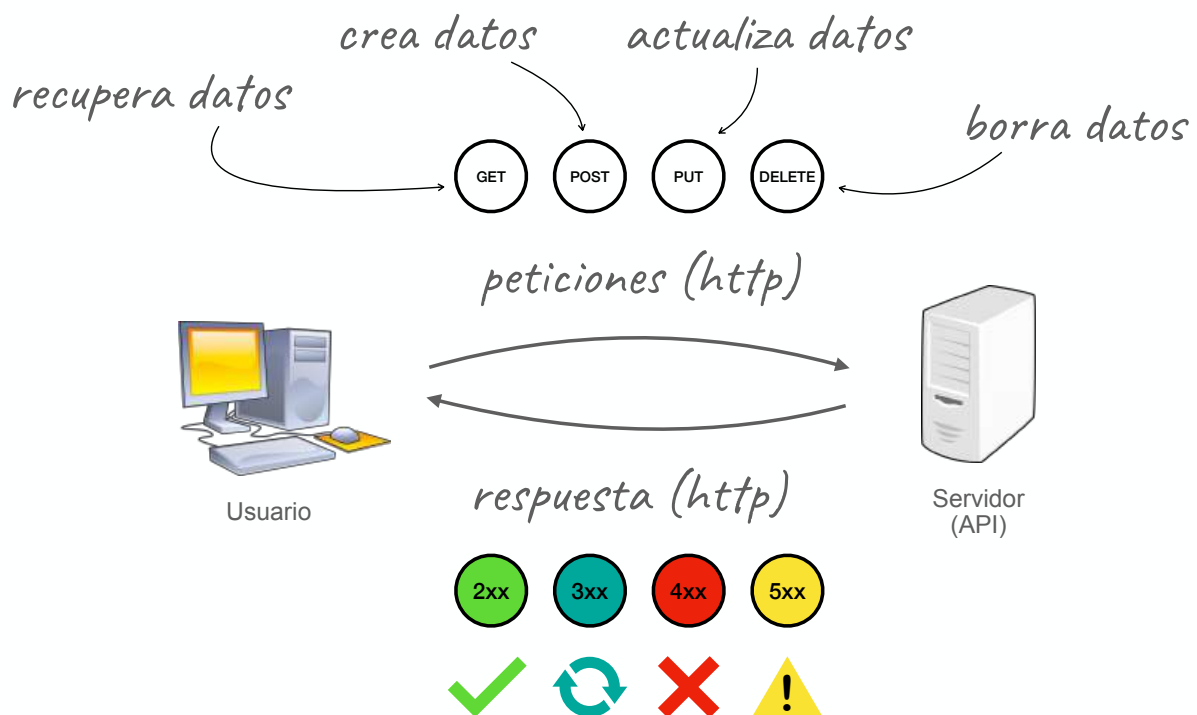 crea datos
actualiza datos
recupera datos
borra datos
GET
POST
PUT
DELETE
peticiones (http)
respuesta (http)
Usuario
Servidor
(API)
2xx
3xx
4xx
5xx
!